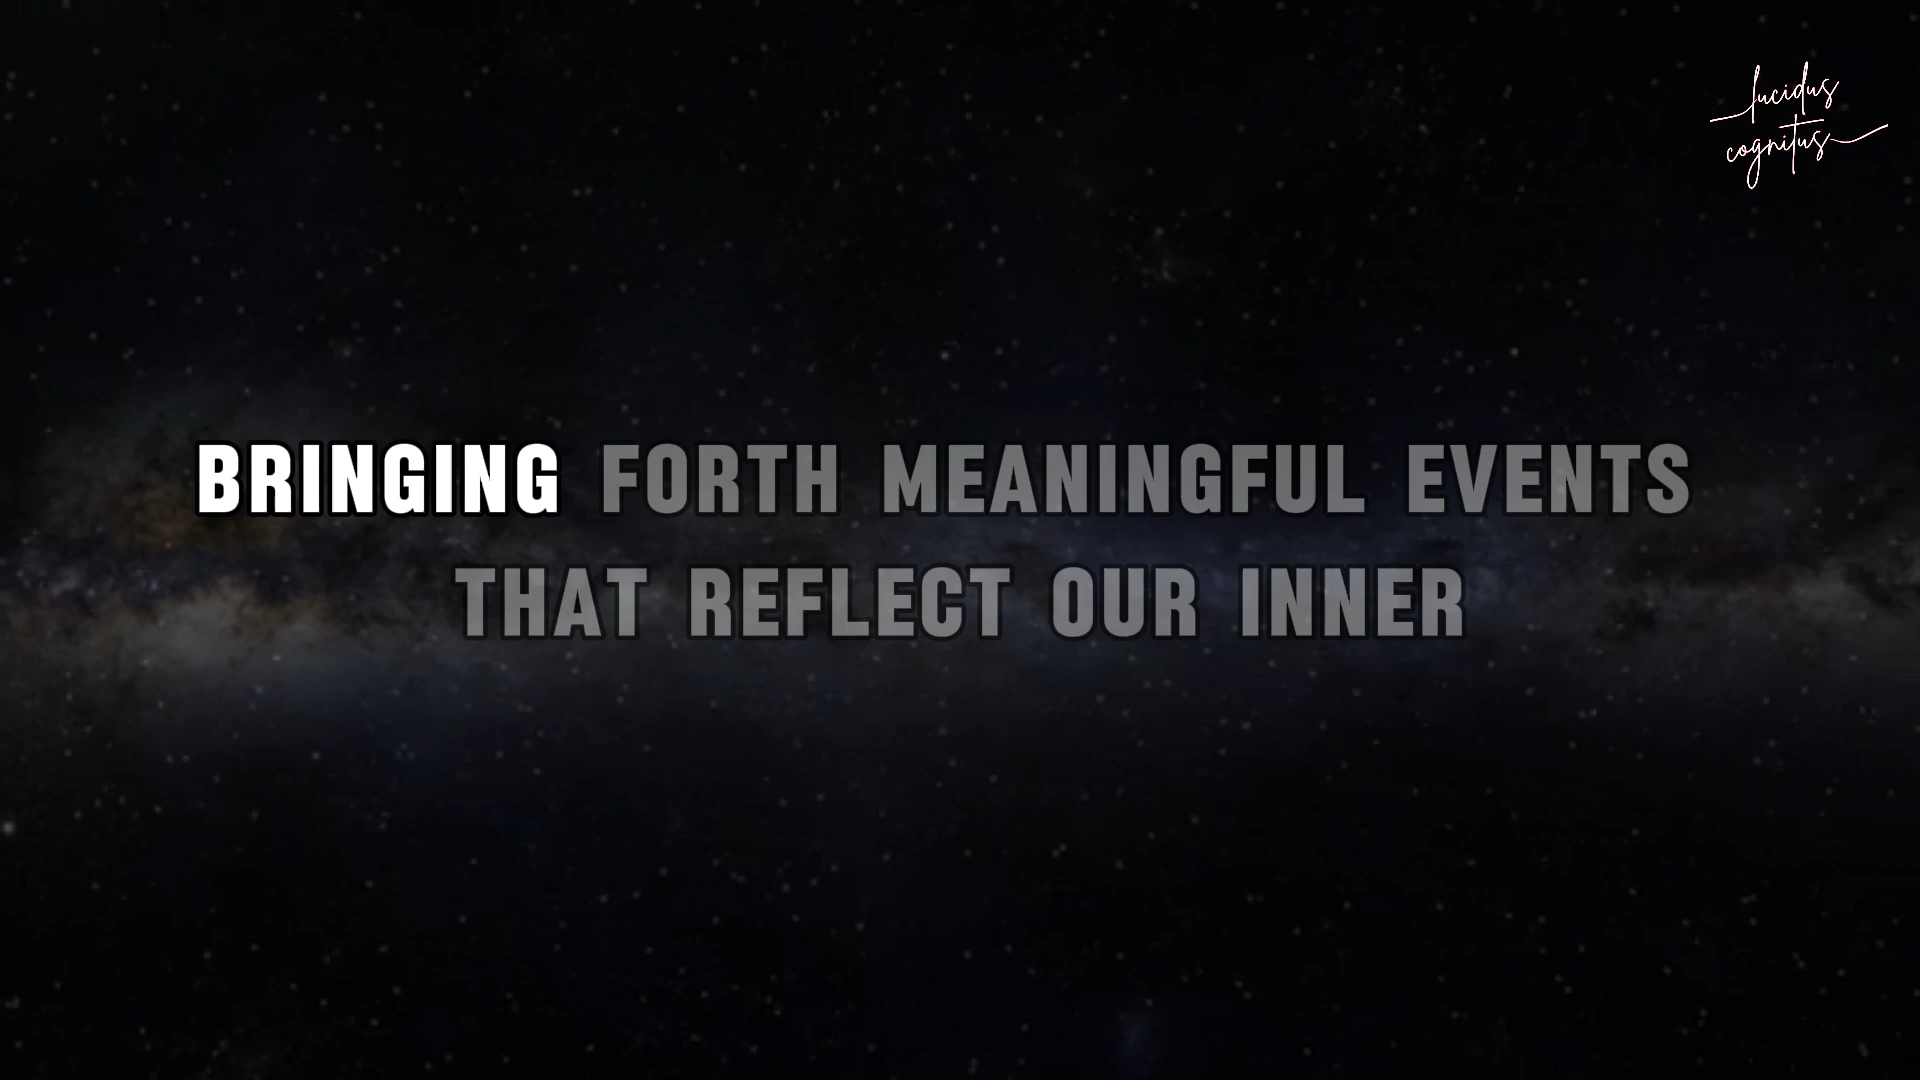 lucidus
cognitus
BRINGING FORTH MEANINGFUL EVENTS
THAT REFLECT OUR INNER